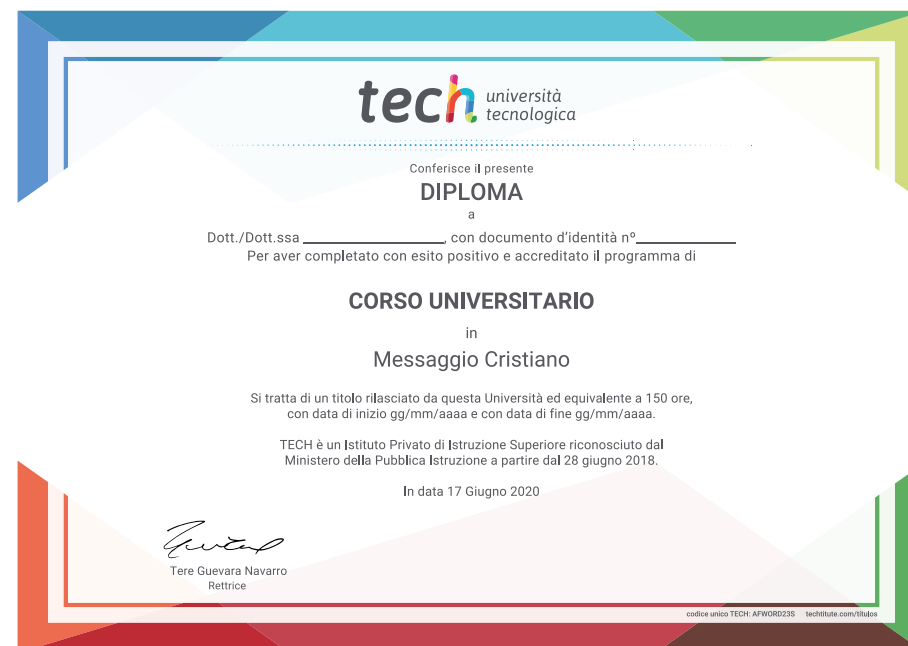 tech università
tecnologica
Conferisce il presente
DIPLOMA
a
Dott./Dott.ssa ____________________, con documento d'identità nº______________
Per aver completato con esito positivo e accreditato il programma di
CORSO UNIVERSITARIO
in
Messaggio Cristiano
Si tratta di un titolo rilasciato da questa Università ed equivalente a 150 ore,
con data di inizio gg/mm/aaaa e con data di fine gg/mm/aaaa.
TECH è un Istituto Privato di Istruzione Superiore riconosciuto dal
Ministero della Pubblica Istruzione a partire dal 28 giugno 2018.
In data 17 Giugno 2020
Tere Guevara Navarro
Rettrice
codice unico TECH: AFWORD23S techtitute.com/titulos